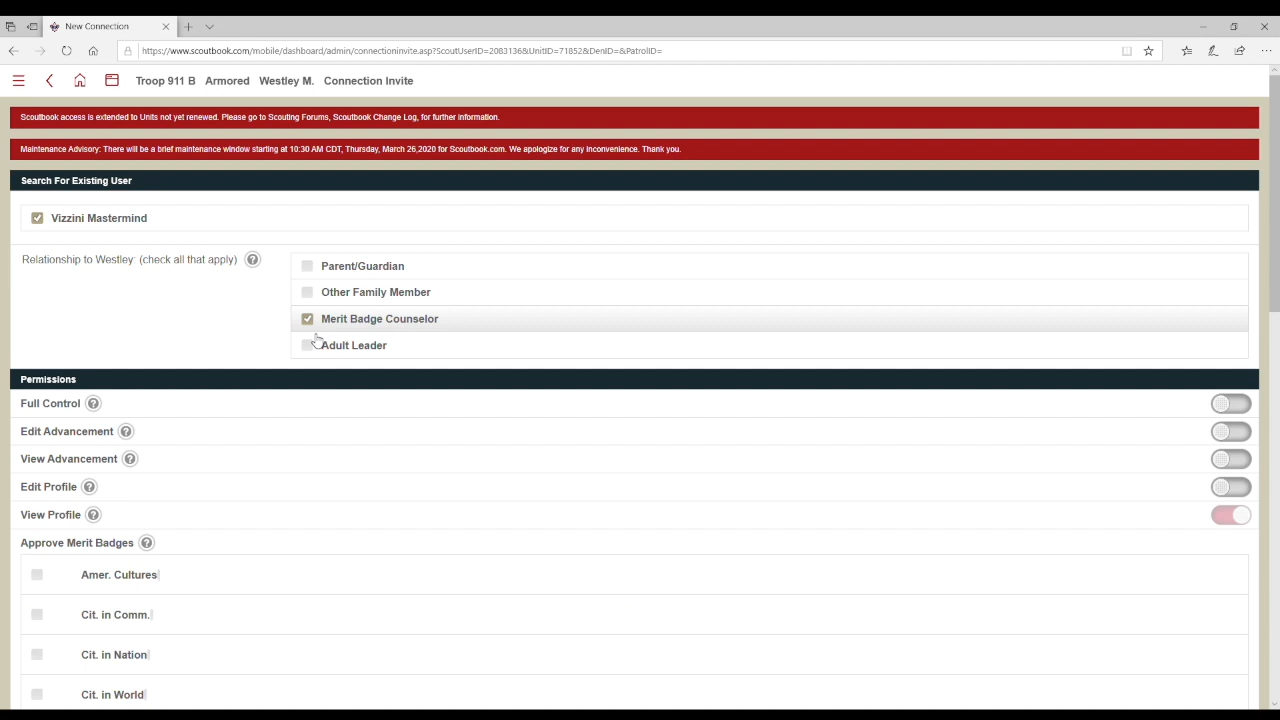 New Connection
https://www.scoutbook.com/mobile/dashboard/admin/connectioninvite.asp?ScoutUserID=2083136&UnitID=71852&DenID=&PatrolID=
Troop 911 B Armored Westley M. Connection Invite
Scoutbook access is extended to Units not yet renewed. Please go to Scouting Forums, Scoutbook Change Log, for further information.
Maintenance Advisory: There will be a brief maintenance window starting at 10:30 AM CDT, Thursday, March 26,2020 for Scoutbook.com. We apologize for any inconvenience. Thank you.
Search For Existing User
Vizzini Mastermind
Relationship to Westley: (check all that apply) ?
Parent/Guardian
Other Family Member
Merit Badge Counselor
Adult Leader
Permissions
Full Control ?
Edit Advancement ?
View Advancement ?
Edit Profile ?
View Profile ?
Approve Merit Badges ?
Amer. Cultures
Cit. in Comm.
Cit. in Nation
Cit. in World